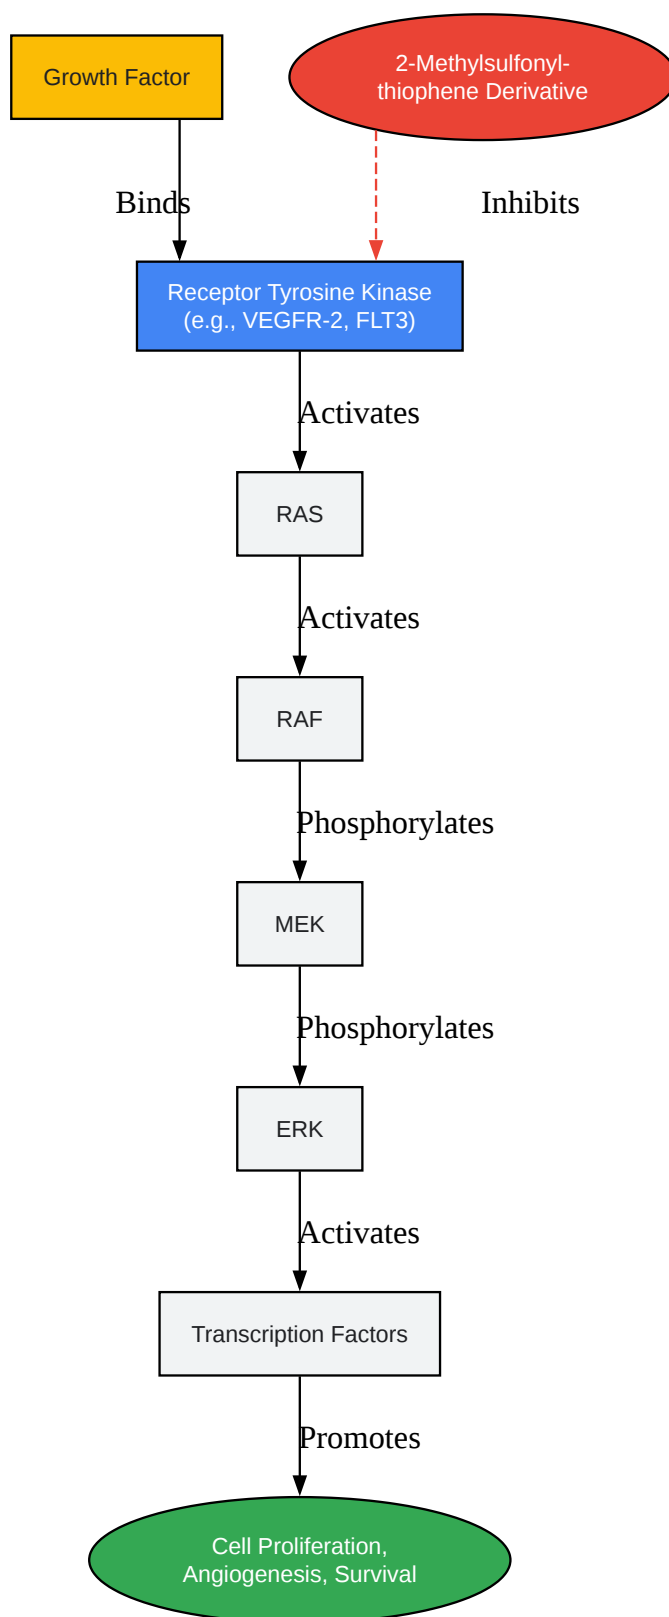 Growth Factor
2-Methylsulfonyl-
thiophene Derivative
Binds
Inhibits
Receptor Tyrosine Kinase
(e.g., VEGFR-2, FLT3)
Activates
RAS
Activates
RAF
Phosphorylates
MEK
Phosphorylates
ERK
Activates
Transcription Factors
Promotes
Cell Proliferation,
Angiogenesis, Survival